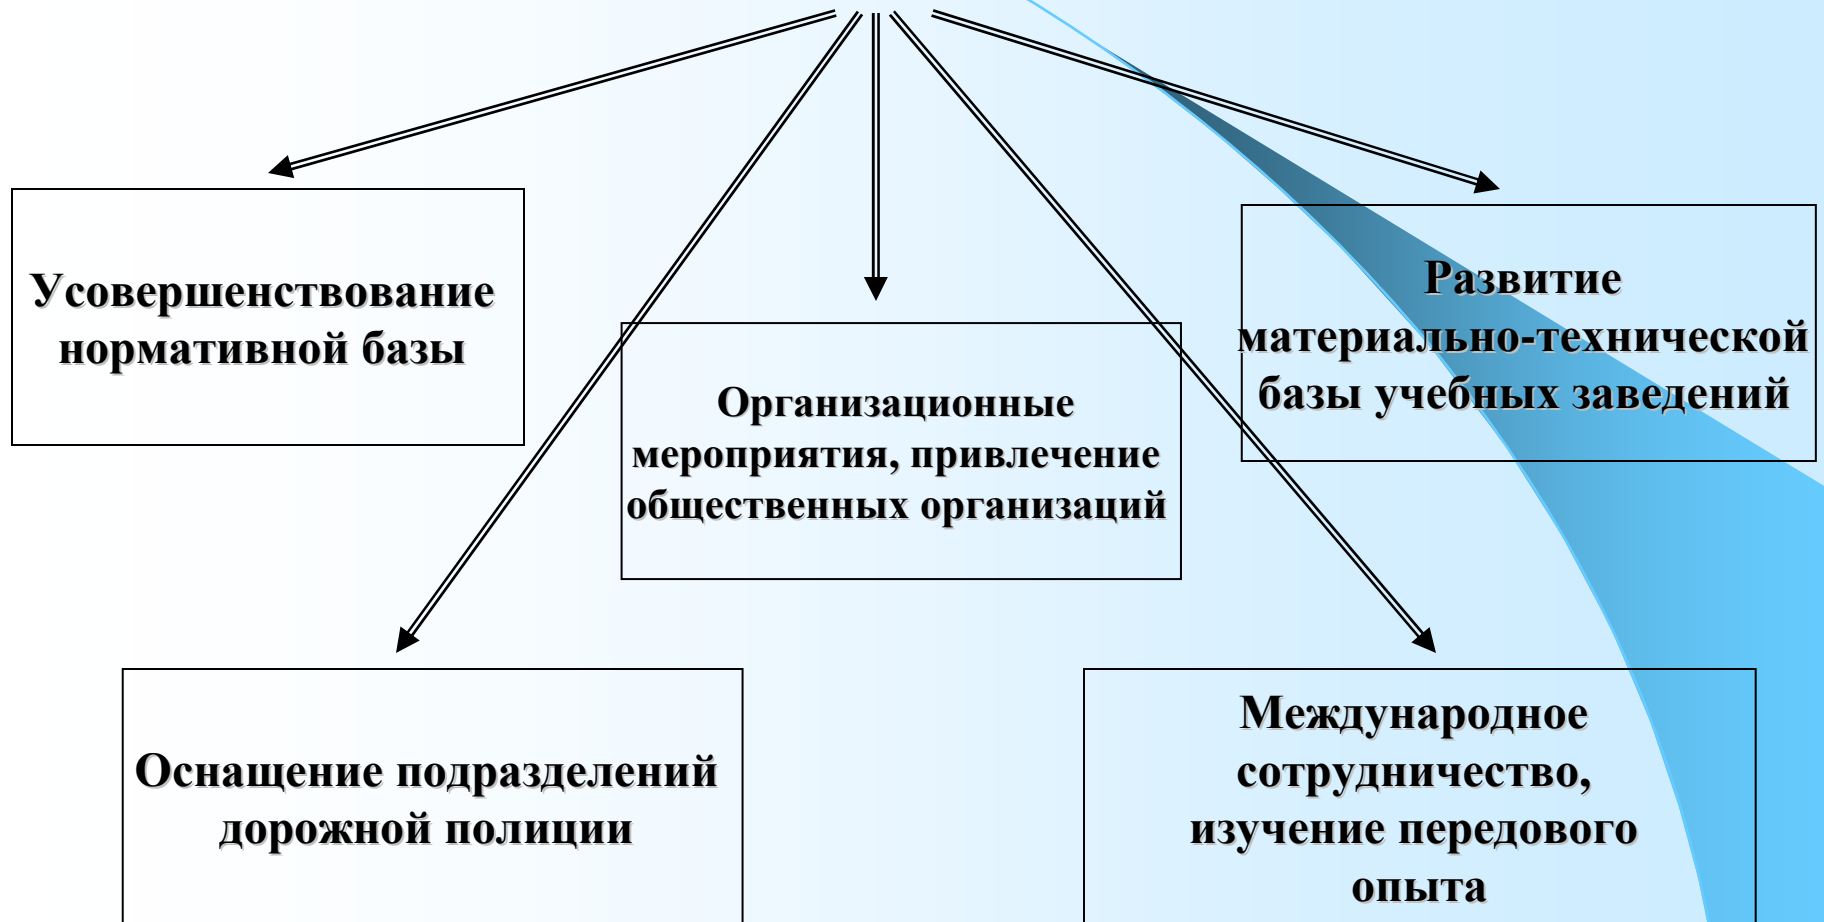 Усовершенствование
нормативной базы
Организационные
мероприятия, привлечение
общественных организаций
Развитие
материально-технической
базы учебных заведений
Оснащение подразделений
дорожной полиции
Международное
сотрудничество,
изучение передового
опыта